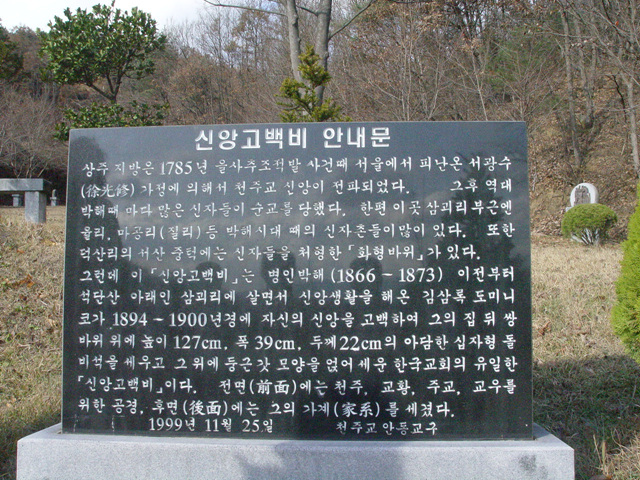 신앙고백비 안내문
상주 지방은 1785년 을사추조적발 사건때 서울에서 피난온 서광수
(徐光修) 가정에 의해서 천주교 신앙이 전파되었다. 그후 역대
박해때 마다 많은 신자들이 순교를 당했다. 한편 이곳 삼괴리 부근엔
올리, 마공리(질리) 등 박해시대 때의 신자촌들이 많이 있다. 또한
덕산리의 서산 중턱에는 신자들을 처형한 「화형바위」가 있다.
그런데 이 「신앙고백비」는 병인박해 (1866 ~ 1873) 이전부터
석단산 아래인 삼괴리에 살면서 신앙생활을 해온 김삼록 도미니
코가 1894 ~ 1900년경에 자신의 신앙을 고백하여 그의 집 뒤 쌍
바위 위에 높이 127cm, 폭 39cm, 두께 22cm의 아담한 십자형 돌
비석을 세우고 그 위에 둥근 갓 모양을 얹어 세운 한국교회의 유일한
「신앙고백비」이다. 전면(前面)에는 천주, 교황, 주교, 교우를
위한 공경, 후면(後面)에는 그의 가계(家系)를 세겼다.
1999년 11월 25일 천주교 안동교구